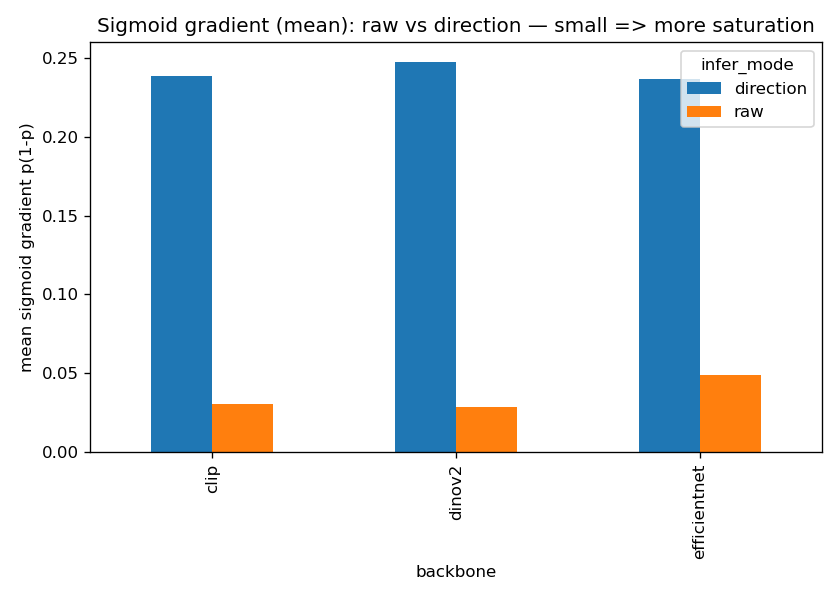 Sigmoid gradient (mean): raw vs direction — small => more saturation
infer_mode
direction
raw
mean sigmoid gradient p(1-p)
0.25
0.20
0.15
0.10
0.05
0.00
clip
dinov2
efficientnet
backbone